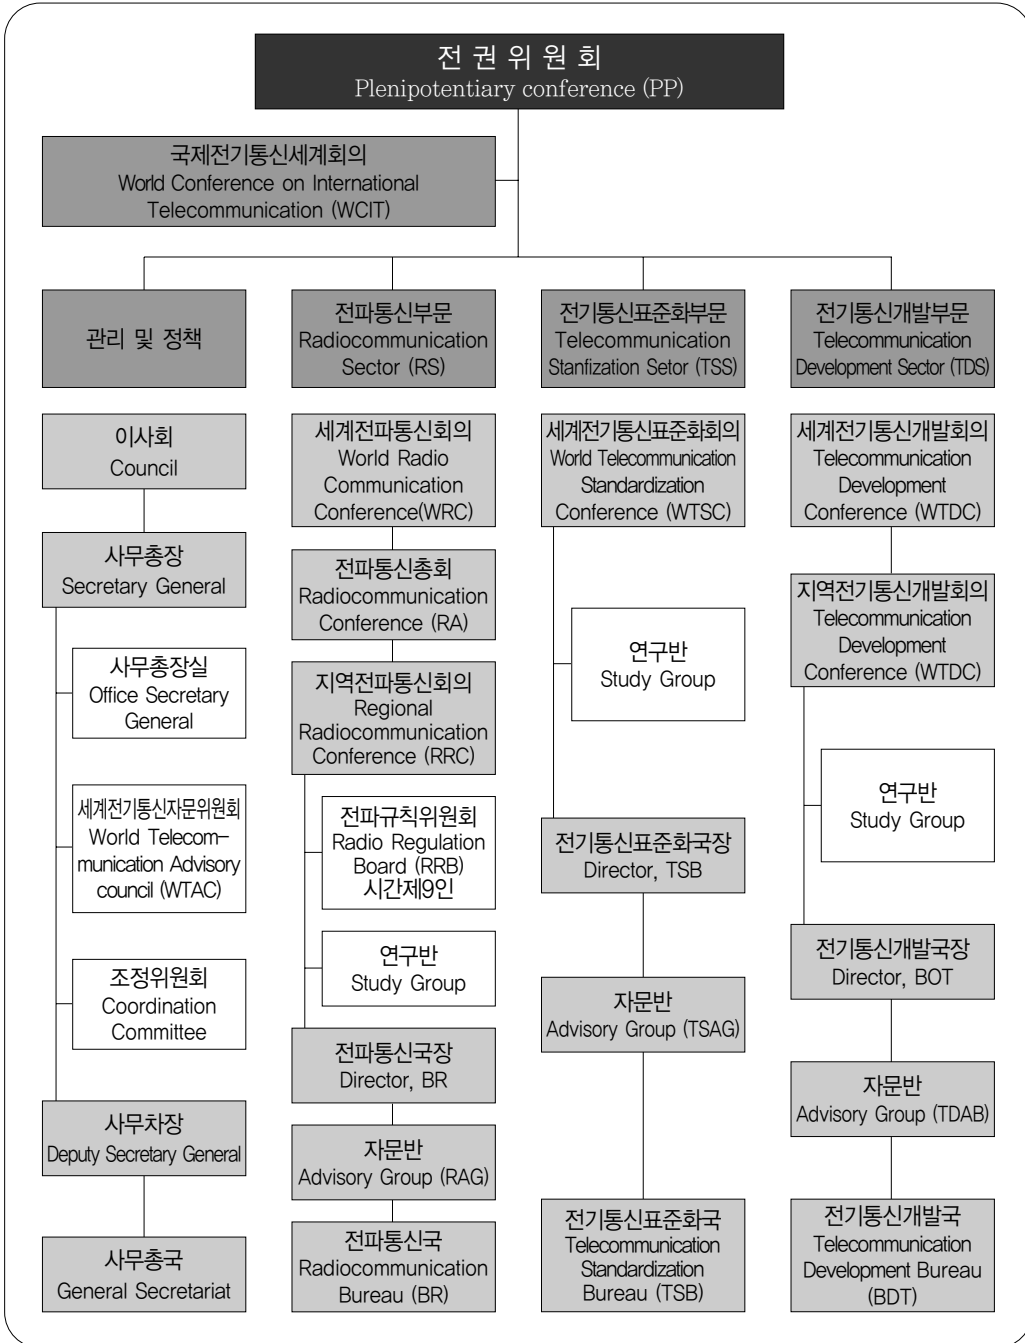 전 권 위 원 회
Plenipotentiary conference (PP)
국제전기통신세계회의
World Conference on International
Telecommunication (WCIT)
관리 및 정책
이사회
Council
사무총장
Secretary General
사무총장실
Office Secretary
General
세계전기통신자문위원회
World Telecom-
munication Advisory
council (WTAC)
조정위원회
Coordination
Committee
사무차장
Deputy Secretary General
사무총국
General Secretariat
전파통신부문
Radiocommunication
Sector (RS)
세계전파통신회의
World Radio
Communication
Conference(WRC)
전파통신총회
Radiocommunication
Conference (RA)
지역전파통신회의
Regional
Radiocommunication
Conference (RRC)
전파규칙위원회
Radio Regulation
Board (RRB)
시간제9인
연구반
Study Group
전파통신국장
Director, BR
자문반
Advisory Group (RAG)
전파통신국
Radiocommunication
Bureau (BR)
전기통신표준화부문
Telecommunication
Stanfization Setor (TSS)
세계전기통신표준화회의
World Telecommunication
Standardization
Conference (WTSC)
연구반
Study Group
전기통신표준화국장
Director, TSB
자문반
Advisory Group (TSAG)
전기통신표준화국
Telecommunication
Standardization
Bureau (TSB)
전기통신개발부문
Telecommunication
Development Sector (TDS)
세계전기통신개발회의
Telecommunication
Development
Conference (WTDC)
지역전기통신개발회의
Telecommunication
Development
Conference (WTDC)
연구반
Study Group
전기통신개발국장
Director, BOT
자문반
Advisory Group (TDAB)
전기통신개발국
Telecommunication
Development Bureau
(BDT)